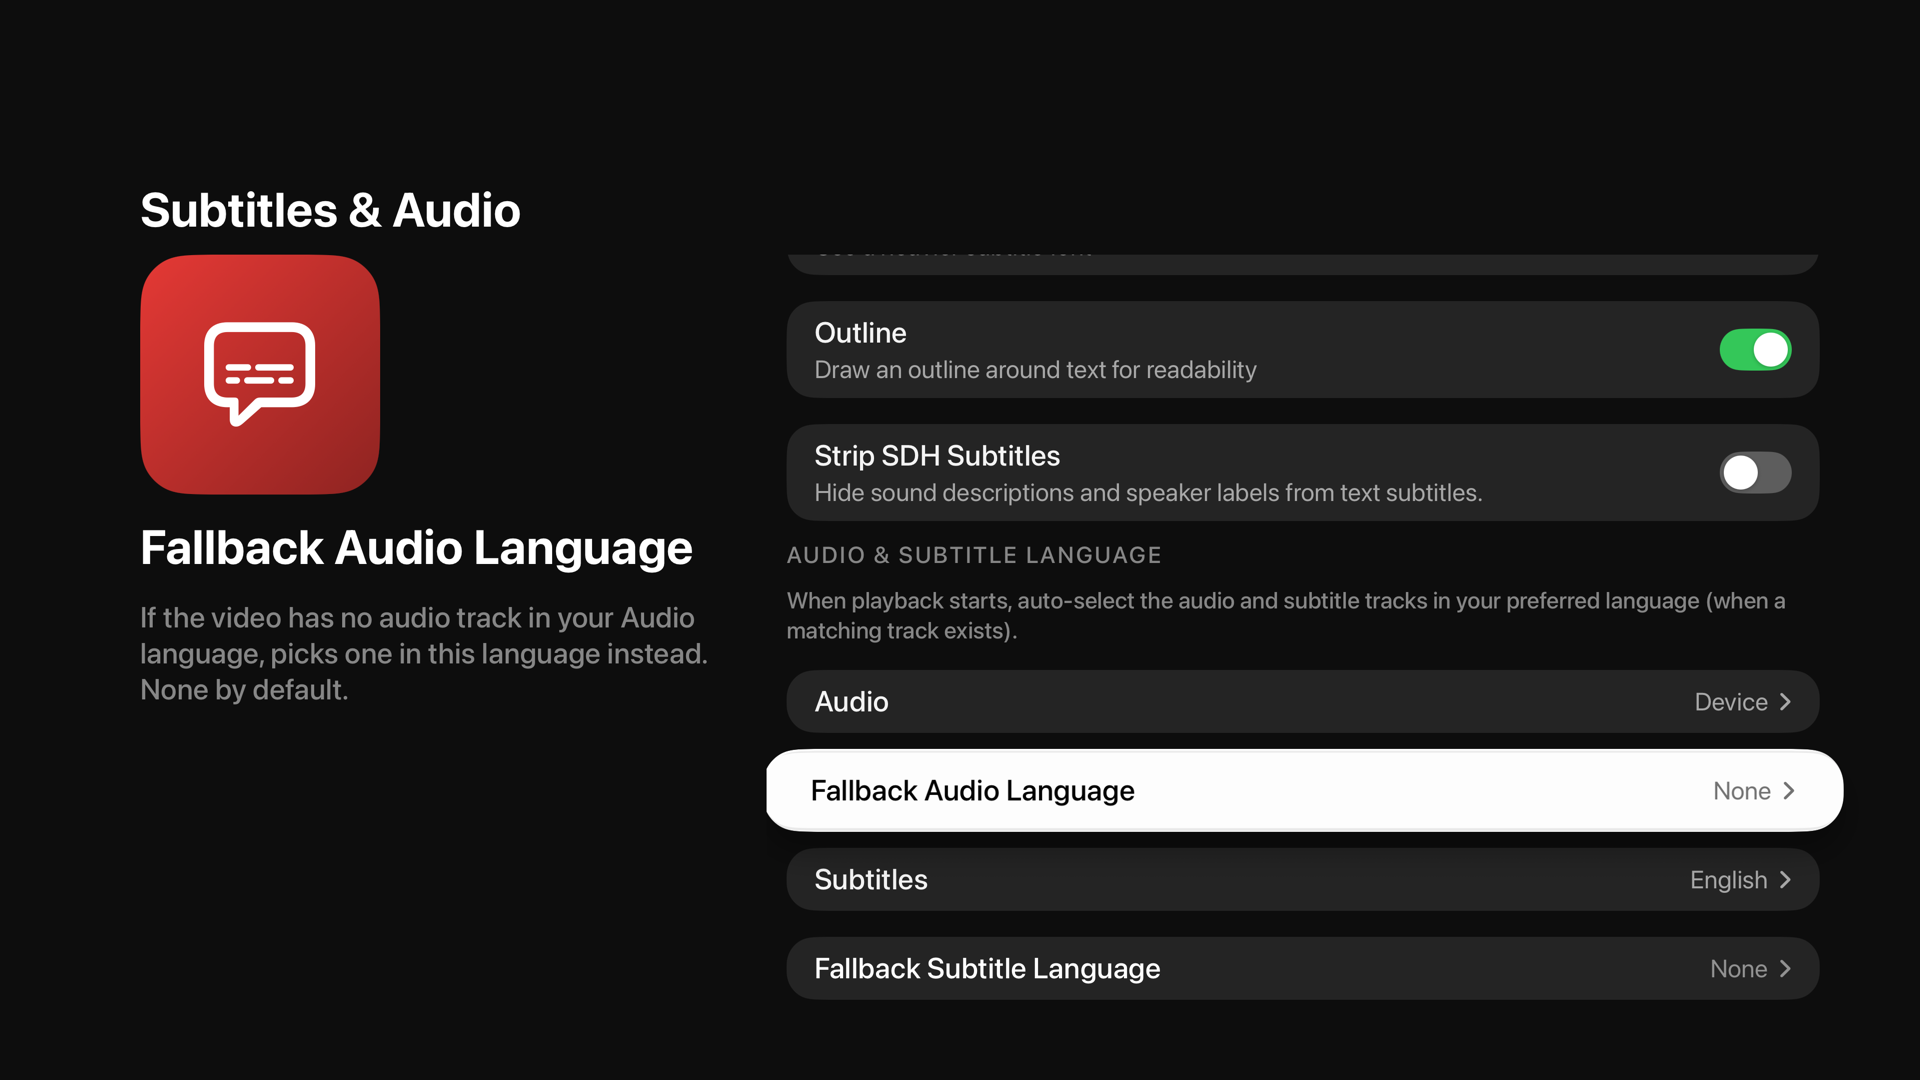 Subtitles & Audio
Fallback Audio Language
If the video has no audio track in your Audio
language, picks one in this language instead.
None by default.
Outline
Draw an outline around text for readability
Strip SDH Subtitles
Hide sound descriptions and speaker labels from text subtitles.
AUDIO & SUBTITLE LANGUAGE
When playback starts, auto-select the audio and subtitle tracks in your preferred language (when a
matching track exists).
Audio
Device
Fallback Audio Language
None
Subtitles
English
Fallback Subtitle Language
None